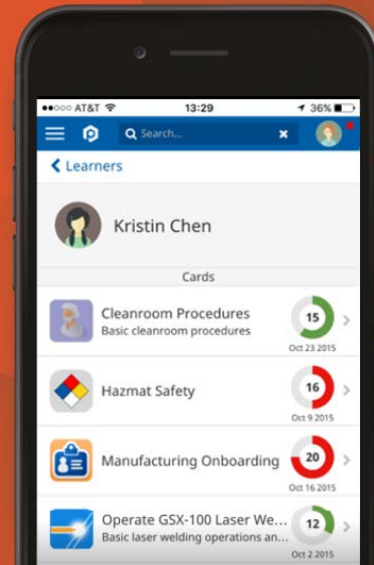 AT&T
13:29
36%
Search...
Learners
Kristin Chen
Cards
Cleanroom Procedures
Basic cleanroom procedures
15
Oct 23 2015
Hazmat Safety
16
Oct 9 2015
Manufacturing Onboarding
20
Oct 16 2015
Operate GSX-100 Laser We...
Basic laser welding operations an...
12
Oct 2 2015